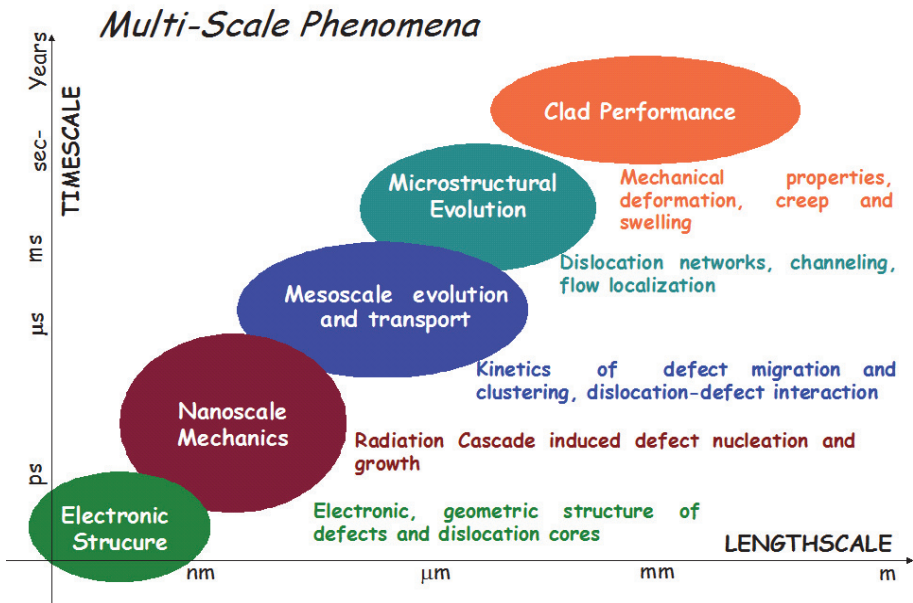 Multi-Scale Phenomena
Years
sec-
TIMESCALE
ms
μs
ps
Clad Performance
Mechanical properties,
deformation, creep and
swelling
Microstructural
Evolution
Dislocation networks, channeling,
flow localization
Mesoscale evolution
and transport
Kinetics of defect migration and
clustering, dislocation-defect interaction
Nanoscale
Mechanics
Radiation Cascade induced defect nucleation and
growth
Electronic
Strucure
Electronic, geometric structure of
defects and dislocation cores
LENGTHSCALE
nm
μm
mm
m